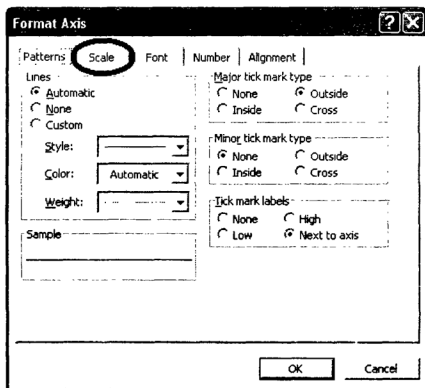 Format Axis
Patterns Scale Font Number Alignment
Lines
Automatic
None
Custom
Style:
Color: Automatic
Weight:
Sample
Major tick mark type
None Outside
Inside Cross
Minor tick mark type
None Outside
Inside Cross
Tick mark labels
None High
Low Next to axis
OK Cancel